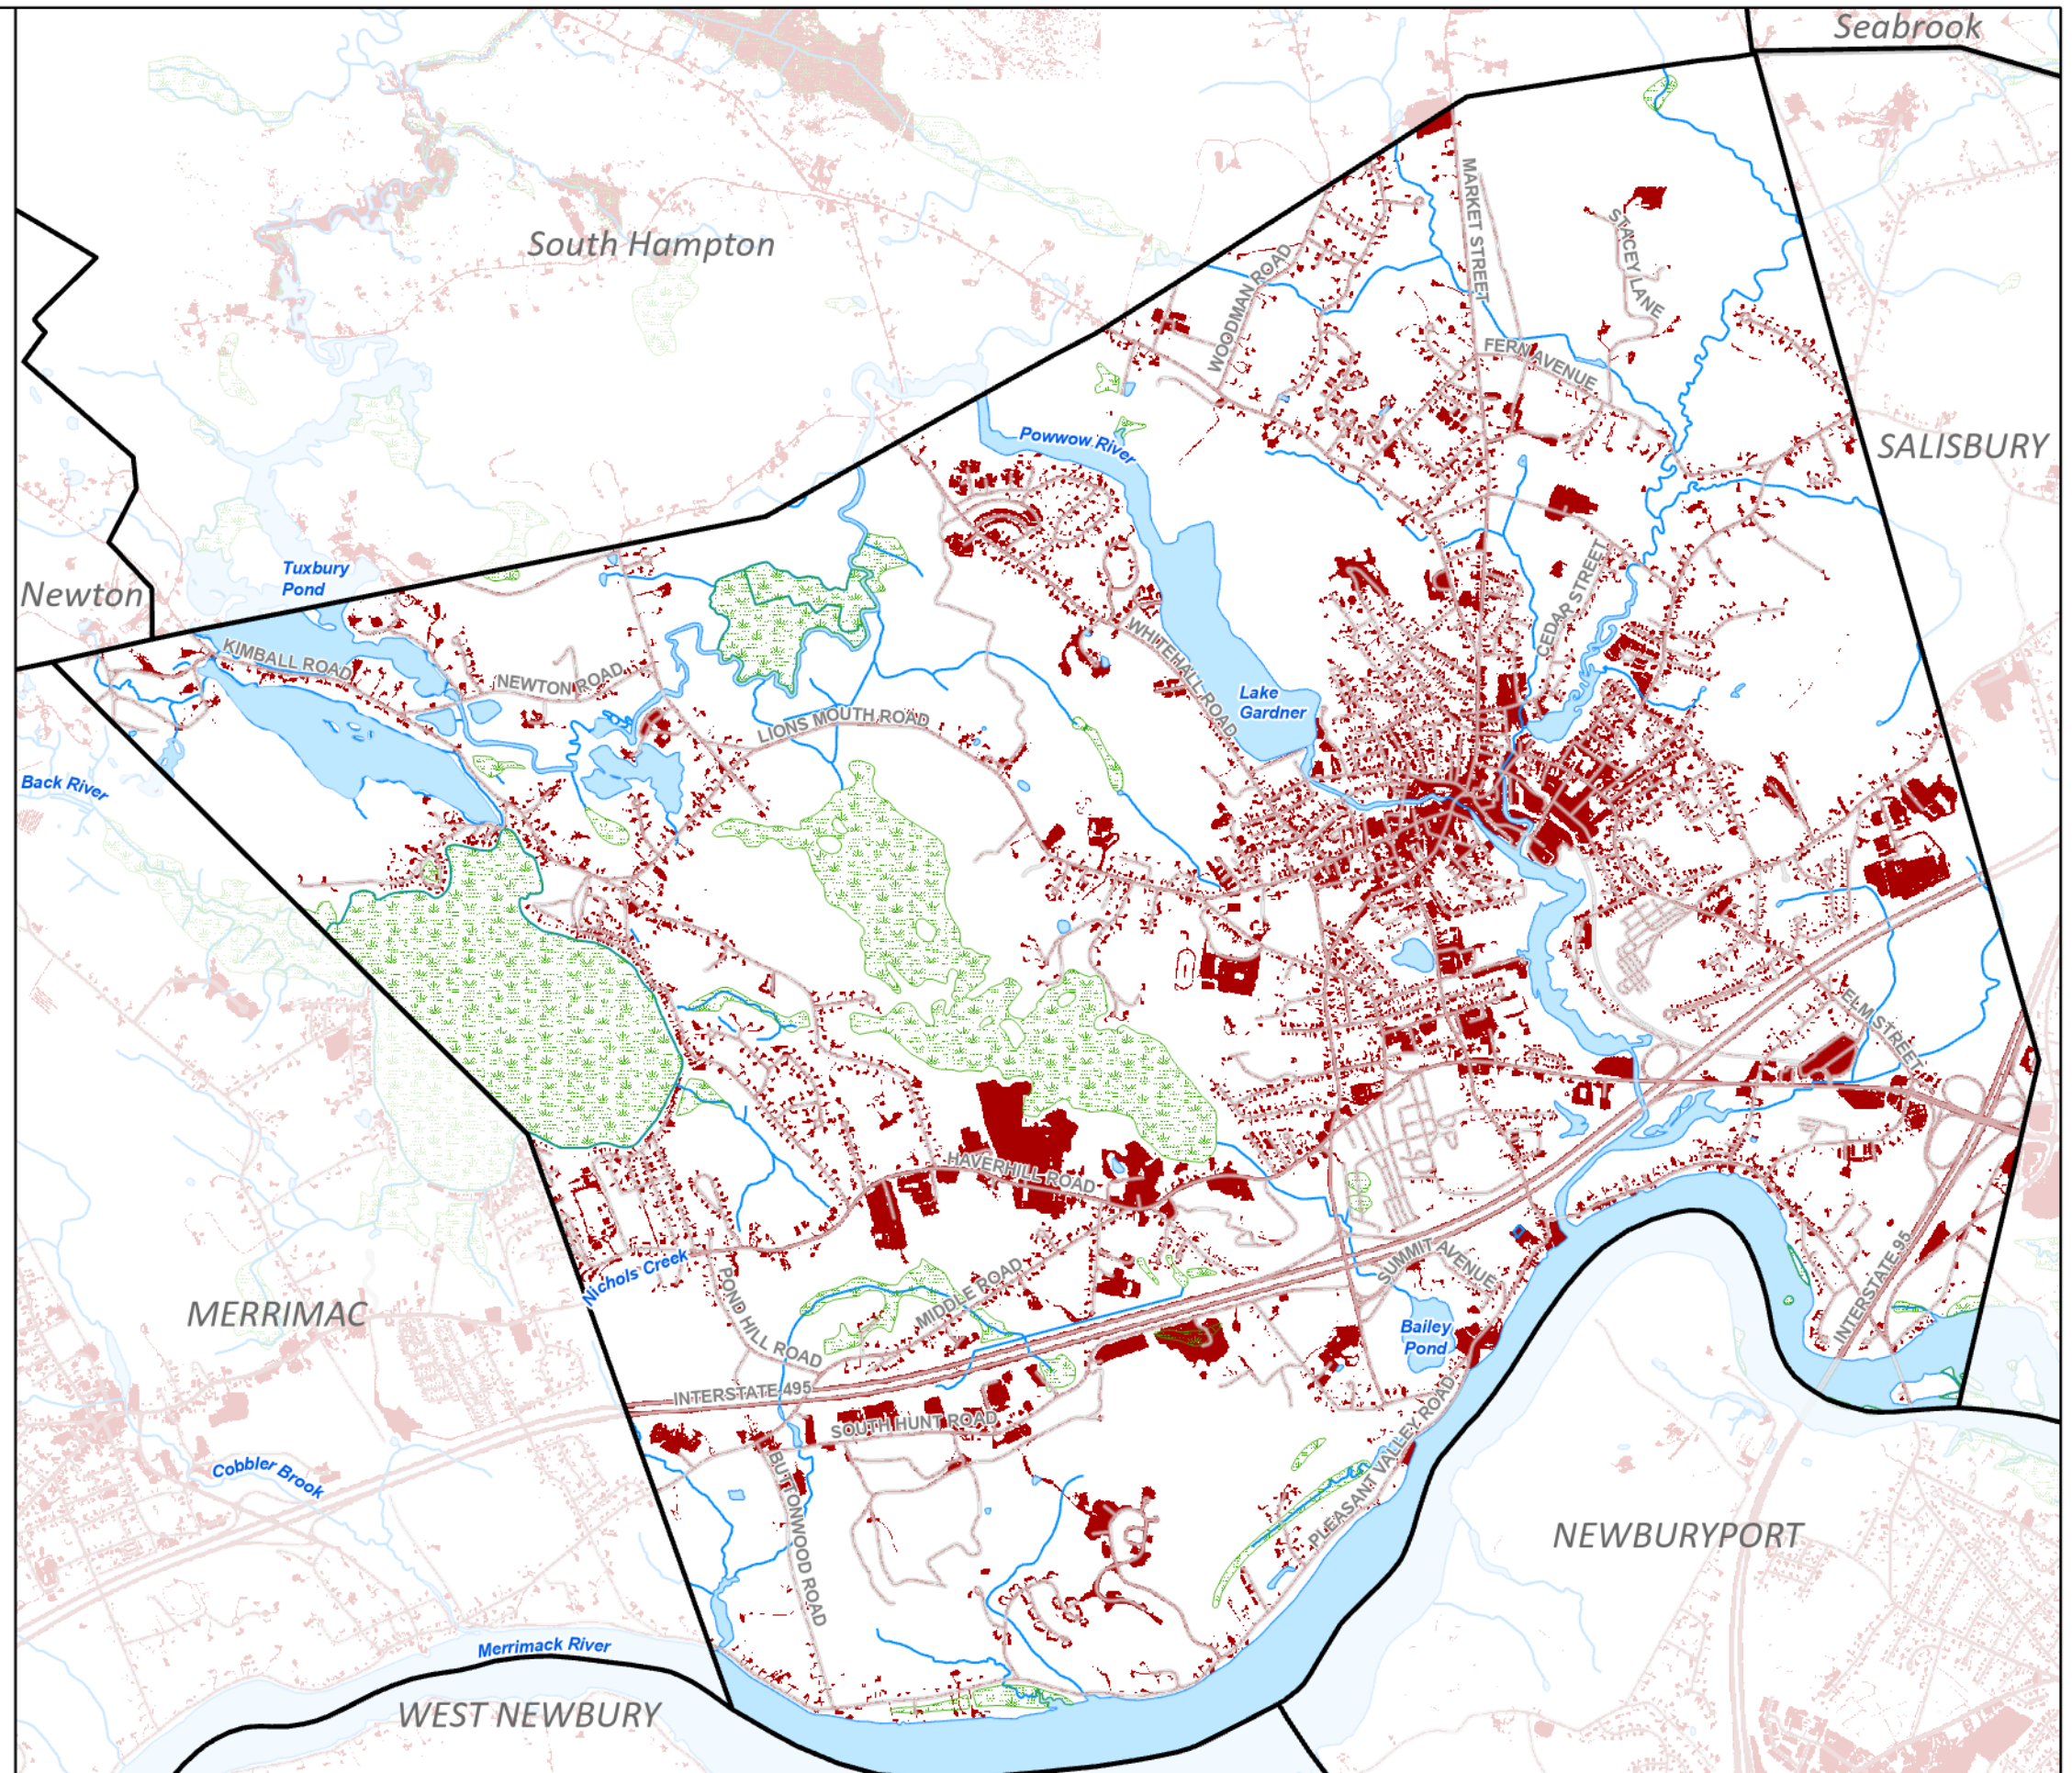 Seabrook
South Hampton
MARKET STREET
STACEY LANE
WOODMAN ROAD
FERN AVENUE
Powwow River
SALISBURY
Tuxbury
Pond
Newton
CEDAR STREET
KIMBALL ROAD
NEWTON ROAD
WHITEHALL ROAD
Lake
Gardner
LIONS MOUTH ROAD
Back River
ELM STREET
HAVERHILL ROAD
Nichols Creek
SUMMIT AVENUE
INTERSTATE 95
MERRIMAC
POND HILL ROAD
MIDDLE ROAD
Bailey
Pond
INTERSTATE 495
SOUTH HUNT ROAD
PLEASANT VALLEY ROAD
Cobbler Brook
BUTTONWOOD ROAD
NEWBURYPORT
Merrimack River
WEST NEWBURY